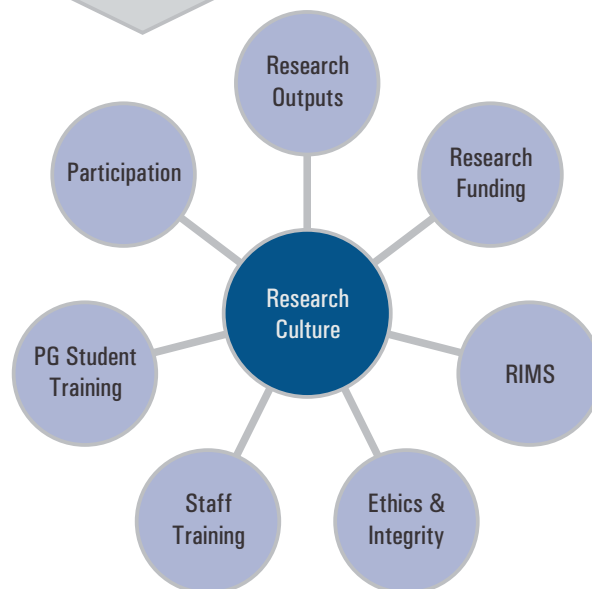 Research
Outputs
Research
Funding
Participation
Research
Culture
PG Student
Training
RIMS
Staff
Training
Ethics &
Integrity